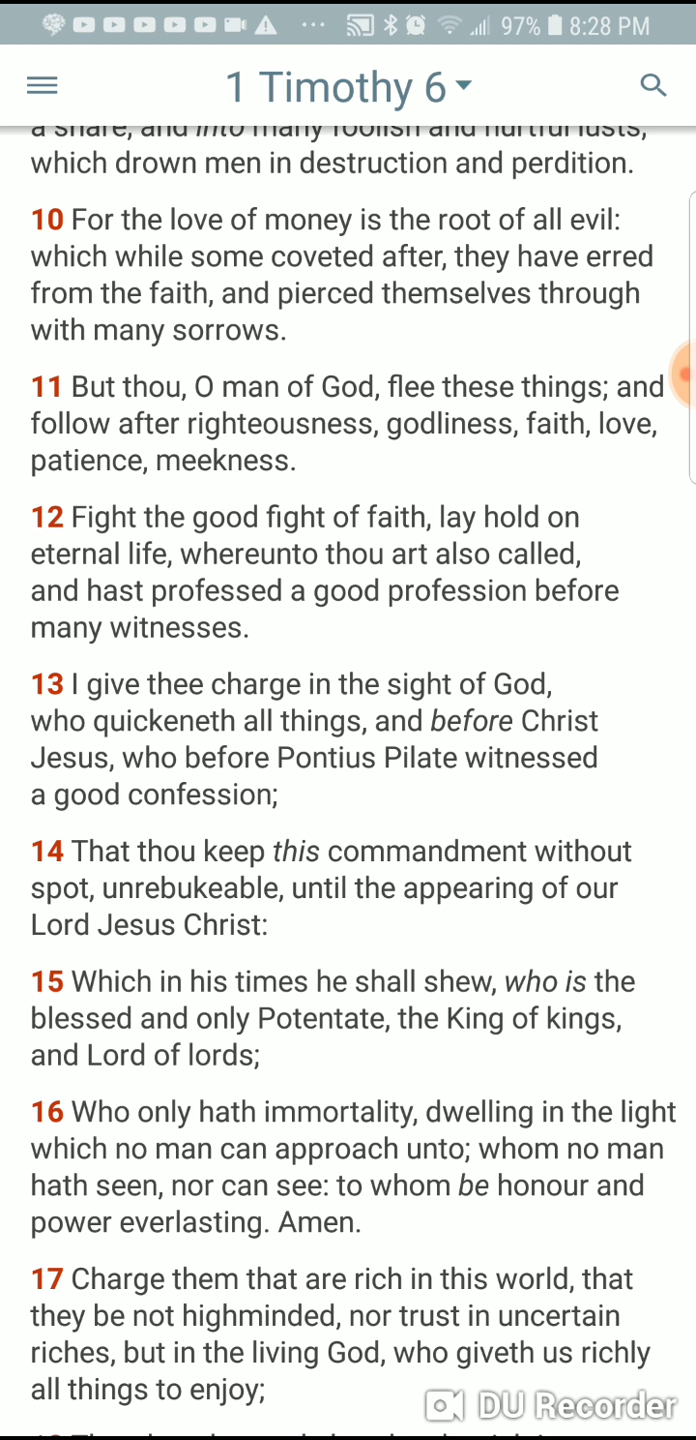 97% 8:28 PM
1 Timothy 6
a snare, and into many foolish and hurtful lusts,
which drown men in destruction and perdition.
10 For the love of money is the root of all evil:
which while some coveted after, they have erred
from the faith, and pierced themselves through
with many sorrows.
11 But thou, O man of God, flee these things; and
follow after righteousness, godliness, faith, love,
patience, meekness.
12 Fight the good fight of faith, lay hold on
eternal life, whereunto thou art also called,
and hast professed a good profession before
many witnesses.
13 I give thee charge in the sight of God,
who quickeneth all things, and before Christ
Jesus, who before Pontius Pilate witnessed
a good confession;
14 That thou keep this commandment without
spot, unrebukeable, until the appearing of our
Lord Jesus Christ:
15 Which in his times he shall shew, who is the
blessed and only Potentate, the King of kings,
and Lord of lords;
16 Who only hath immortality, dwelling in the light
which no man can approach unto; whom no man
hath seen, nor can see: to whom be honour and
power everlasting. Amen.
17 Charge them that are rich in this world, that
they be not highminded, nor trust in uncertain
riches, but in the living God, who giveth us richly
all things to enjoy;
DU Recorder